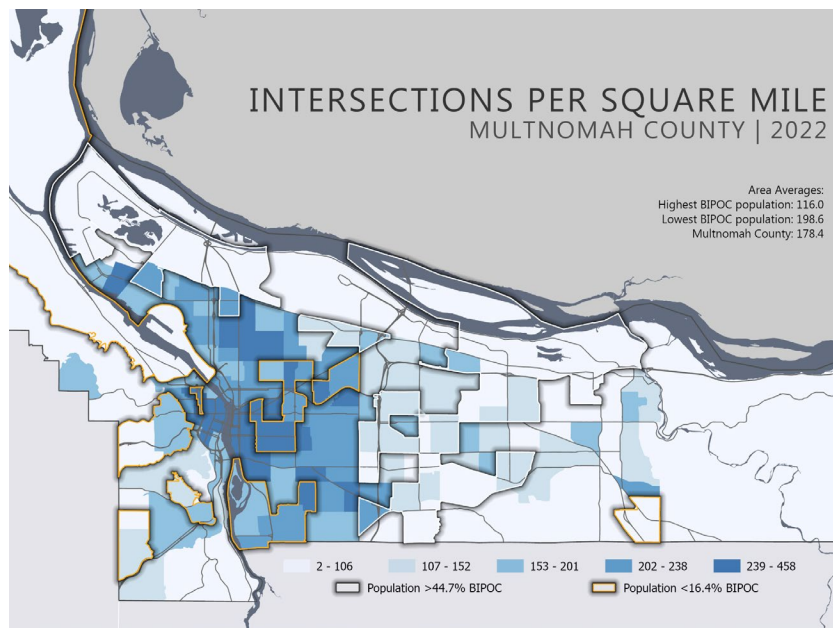 INTERSECTIONS PER SQUARE MILE
MULTNOMAH COUNTY | 2022
Area Averages:
Highest BIPOC population: 116.0
Lowest BIPOC population: 198.6
Multnomah County: 178.4
2 - 106
107 - 152
153 - 201
202 - 238
239 - 458
Population >44.7% BIPOC
Population <16.4% BIPOC